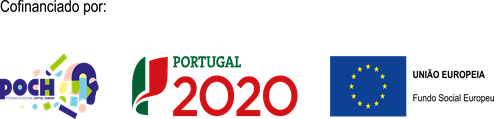 Cofinanciado por:
POCH
PORTUGAL
2020
UNIÃO EUROPEIA
Fundo Social Europeu